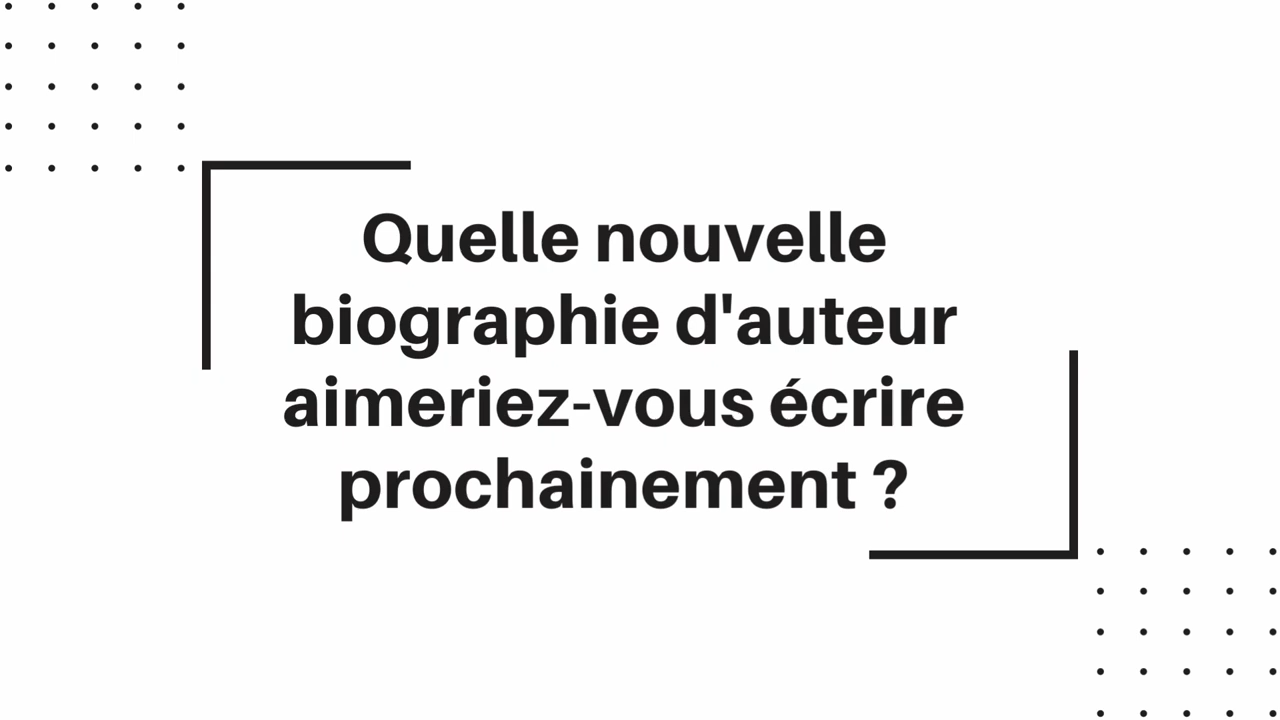 Quelle nouvelle
biographie d'auteur
aimeriez-vous écrire
prochainement ?